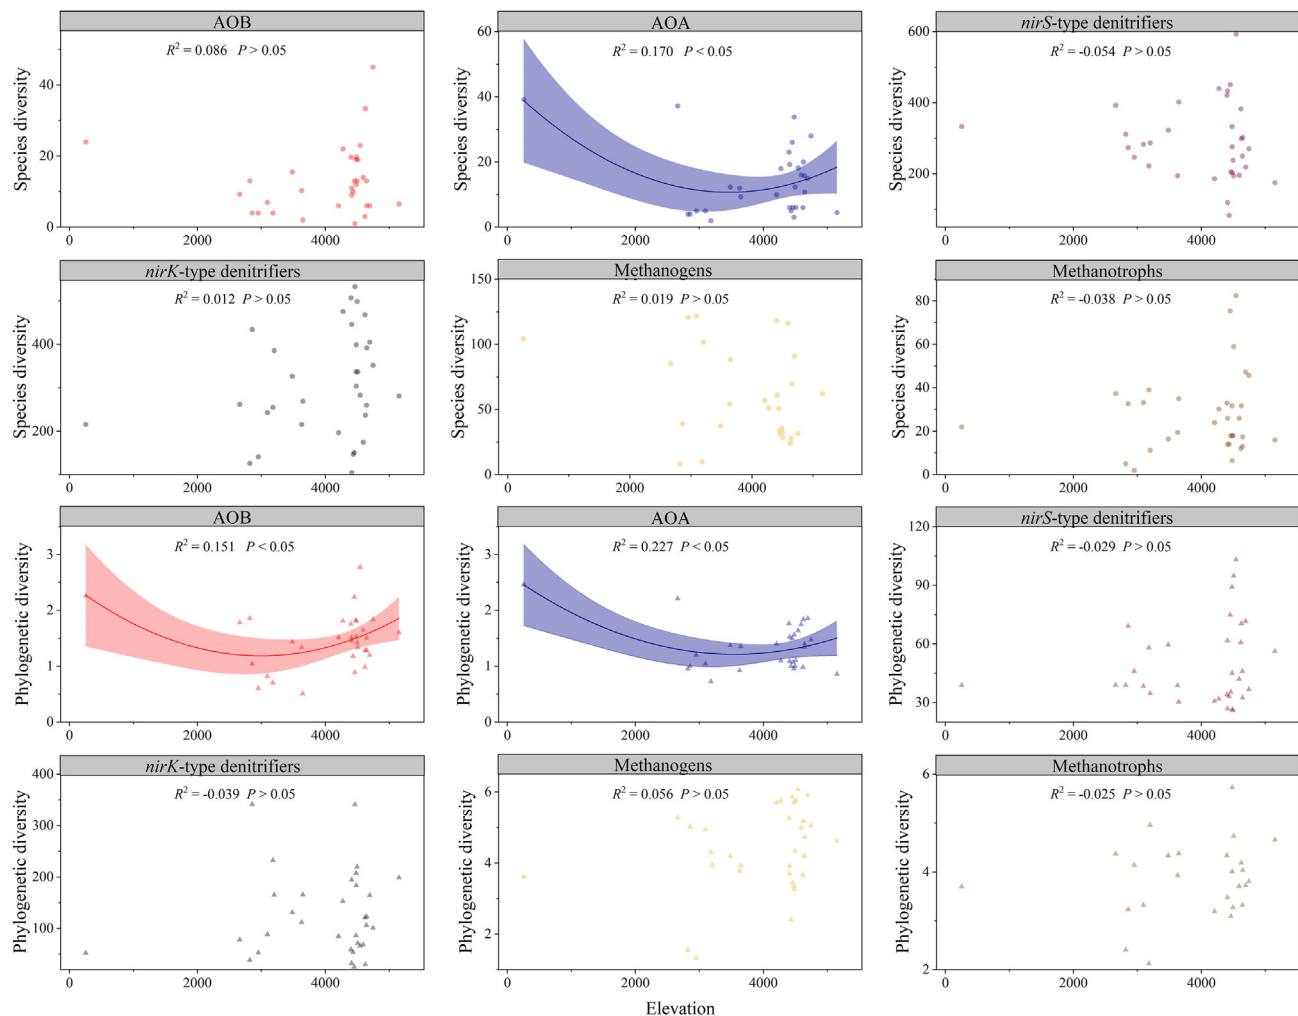 AOB
R² = 0.086 P > 0.05
Species diversity
40
20
0
0 2000 4000
AOA
R² = 0.170 P < 0.05
Species diversity
60
40
20
0
0 2000 4000
nirS-type denitrifiers
R² = -0.054 P > 0.05
Species diversity
600
400
200
0 2000 4000
nirK-type denitrifiers
R² = 0.012 P > 0.05
Species diversity
400
200
0 2000 4000
Methanogens
R² = 0.019 P > 0.05
Species diversity
150
100
50
0
0 2000 4000
Methanotrophs
R² = -0.038 P > 0.05
Species diversity
80
60
40
20
0
0 2000 4000
AOB
R² = 0.151 P < 0.05
Phylogenetic diversity
3
2
1
0
0 2000 4000
AOA
R² = 0.227 P < 0.05
Phylogenetic diversity
3
2
1
0
0 2000 4000
nirS-type denitrifiers
R² = -0.029 P > 0.05
Phylogenetic diversity
120
90
60
30
0 2000 4000
nirK-type denitrifiers
R² = -0.039 P > 0.05
Phylogenetic diversity
400
300
200
100
0 2000 4000
Methanogens
R² = 0.056 P > 0.05
Phylogenetic diversity
6
4
2
0 2000 4000
Methanotrophs
R² = -0.025 P > 0.05
Phylogenetic diversity
6
4
2
0 2000 4000
Elevation